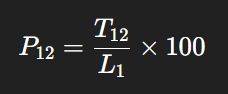 P₁₂ = T₁₂ / L₁ × 100